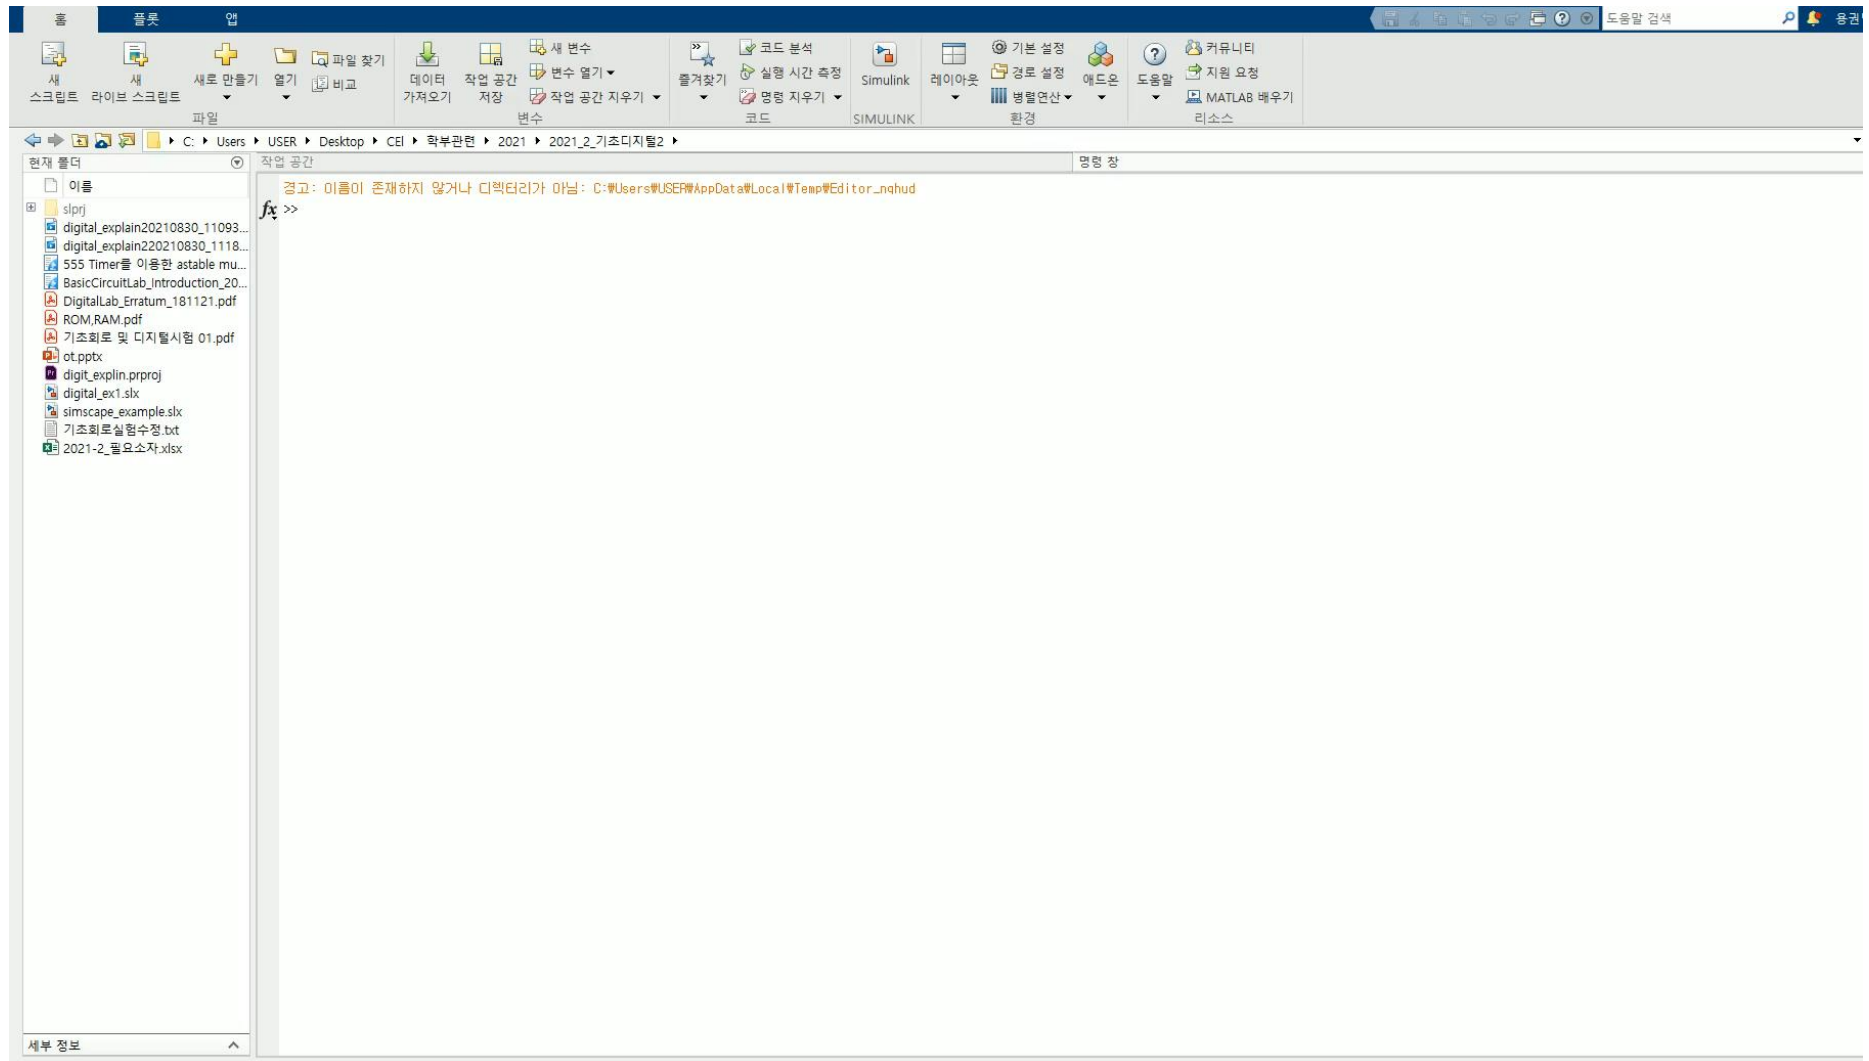 홈 플롯 앱 도움말 검색 용권
새 스크립트
새 라이브 스크립트
새로 만들기
열기
파일 찾기
비교
파일
데이터 가져오기
작업 공간 저장
새 변수
변수 열기
작업 공간 지우기
변수
즐겨찾기
코드 분석
실행 시간 측정
명령 지우기
코드
Simulink
SIMULINK
레이아웃
기본 설정
경로 설정
병렬연산
애드온
환경
도움말
커뮤니티
지원 요청
MATLAB 배우기
리소스
C: Users USER Desktop CEl 학부관련 2021 2021_2_기초디지털2
현재 폴더
이름
slprj
digital_explain20210830_11093...
digital_explain220210830_1118...
555 Timer를 이용한 astable mu...
BasicCircuitLab_Introduction_20...
DigitalLab_Erratum_181121.pdf
ROM,RAM.pdf
기초회로 및 디지털시험 01.pdf
ot.pptx
digit_explin.prproj
digital_ex1.slx
simscape_example.slx
기초회로실험수정.txt
2021-2_필요소자.xlsx
세부 정보
작업 공간
명령 창
경고: 이름이 존재하지 않거나 디렉터리가 아님: C:₩Users₩USER₩AppData₩Local₩Temp₩Editor_nqhud
fx >>